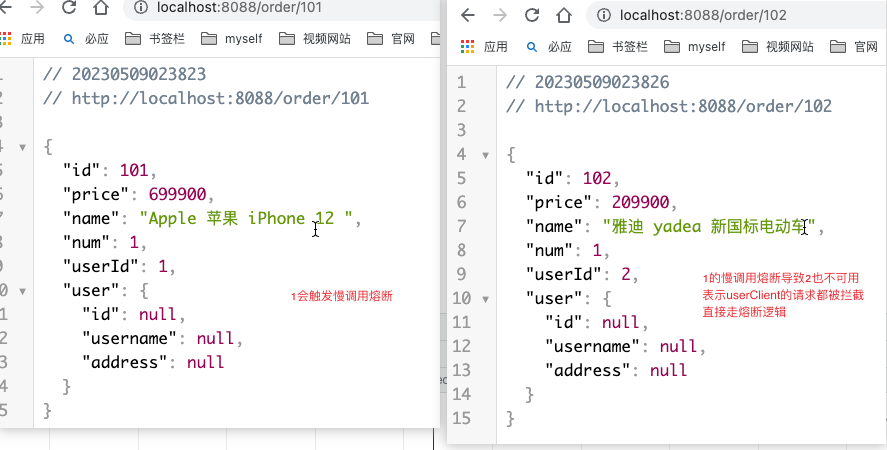 localhost:8088/order/101
应用 必应 书签栏 myself 视频网站 官网
// 20230509023823
// http://localhost:8088/order/101
{
"id": 101,
"price": 699900,
"name": "Apple 苹果 iPhone 12 ",
"num": 1,
"userId": 1,
"user": {
"id": null,
"username": null,
"address": null
}
}
1会触发慢调用熔断
localhost:8088/order/102
应用 必应 书签栏 myself 视频网站 官网
1 // 20230509023826
2 // http://localhost:8088/order/102
3
4 {
5 "id": 102,
6 "price": 209900,
7 "name": "雅迪 yadea 新国标电动车",
8 "num": 1,
9 "userId": 2,
10 "user": {
11 "id": null,
12 "username": null,
13 "address": null
14 }
15 }
1的慢调用熔断导致2也不可用
表示userClient的请求都被拦截
直接走熔断逻辑